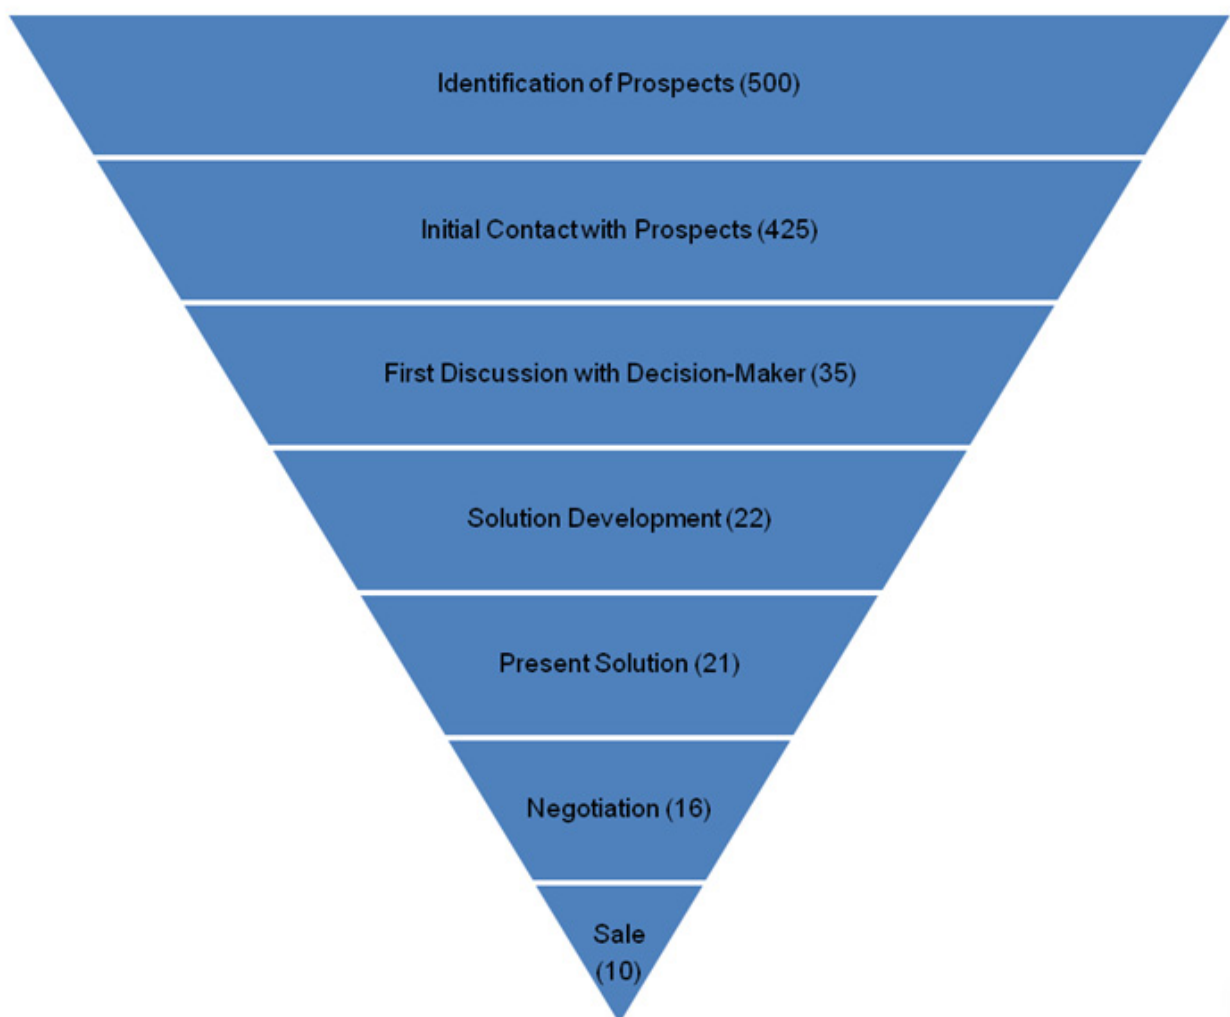 Identification of Prospects (500)
Initial Contact with Prospects (425)
First Discussion with Decision-Maker (35)
Solution Development (22)
Present Solution (21)
Negotiation (16)
Sale
(10)